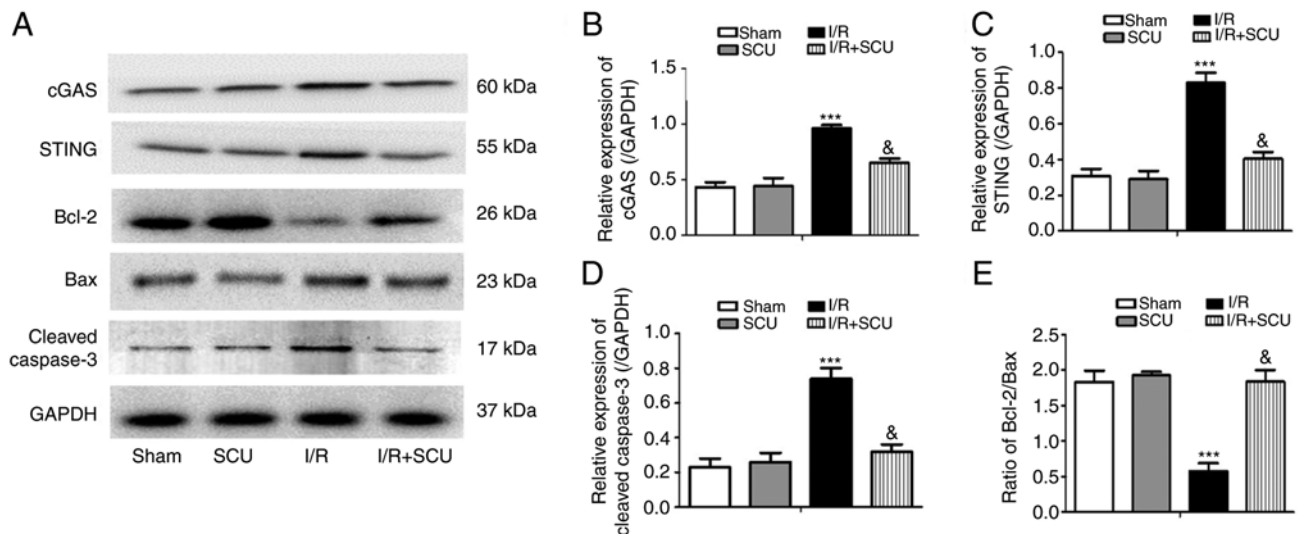 A
cGAS
60 kDa
STING
55 kDa
Bcl-2
26 kDa
Bax
23 kDa
Cleaved
caspase-3
17 kDa
GAPDH
37 kDa
Sham SCU I/R I/R+SCU
B
Sham I/R
SCU I/R+SCU
Relative expression of
cGAS (/GAPDH)
1.5
1.0
0.5
0.0
***
&
C
Sham I/R
SCU I/R+SCU
Relative expression of
STING (/GAPDH)
1.0
0.8
0.6
0.4
0.2
0.0
***
&
D
Sham I/R
SCU I/R+SCU
Relative expression of
cleaved caspase-3 (/GAPDH)
1.0
0.8
0.6
0.4
0.2
0.0
***
&
E
Sham I/R
SCU I/R+SCU
Ratio of Bcl-2/Bax
2.5
2.0
1.5
1.0
0.5
0.0
***
&